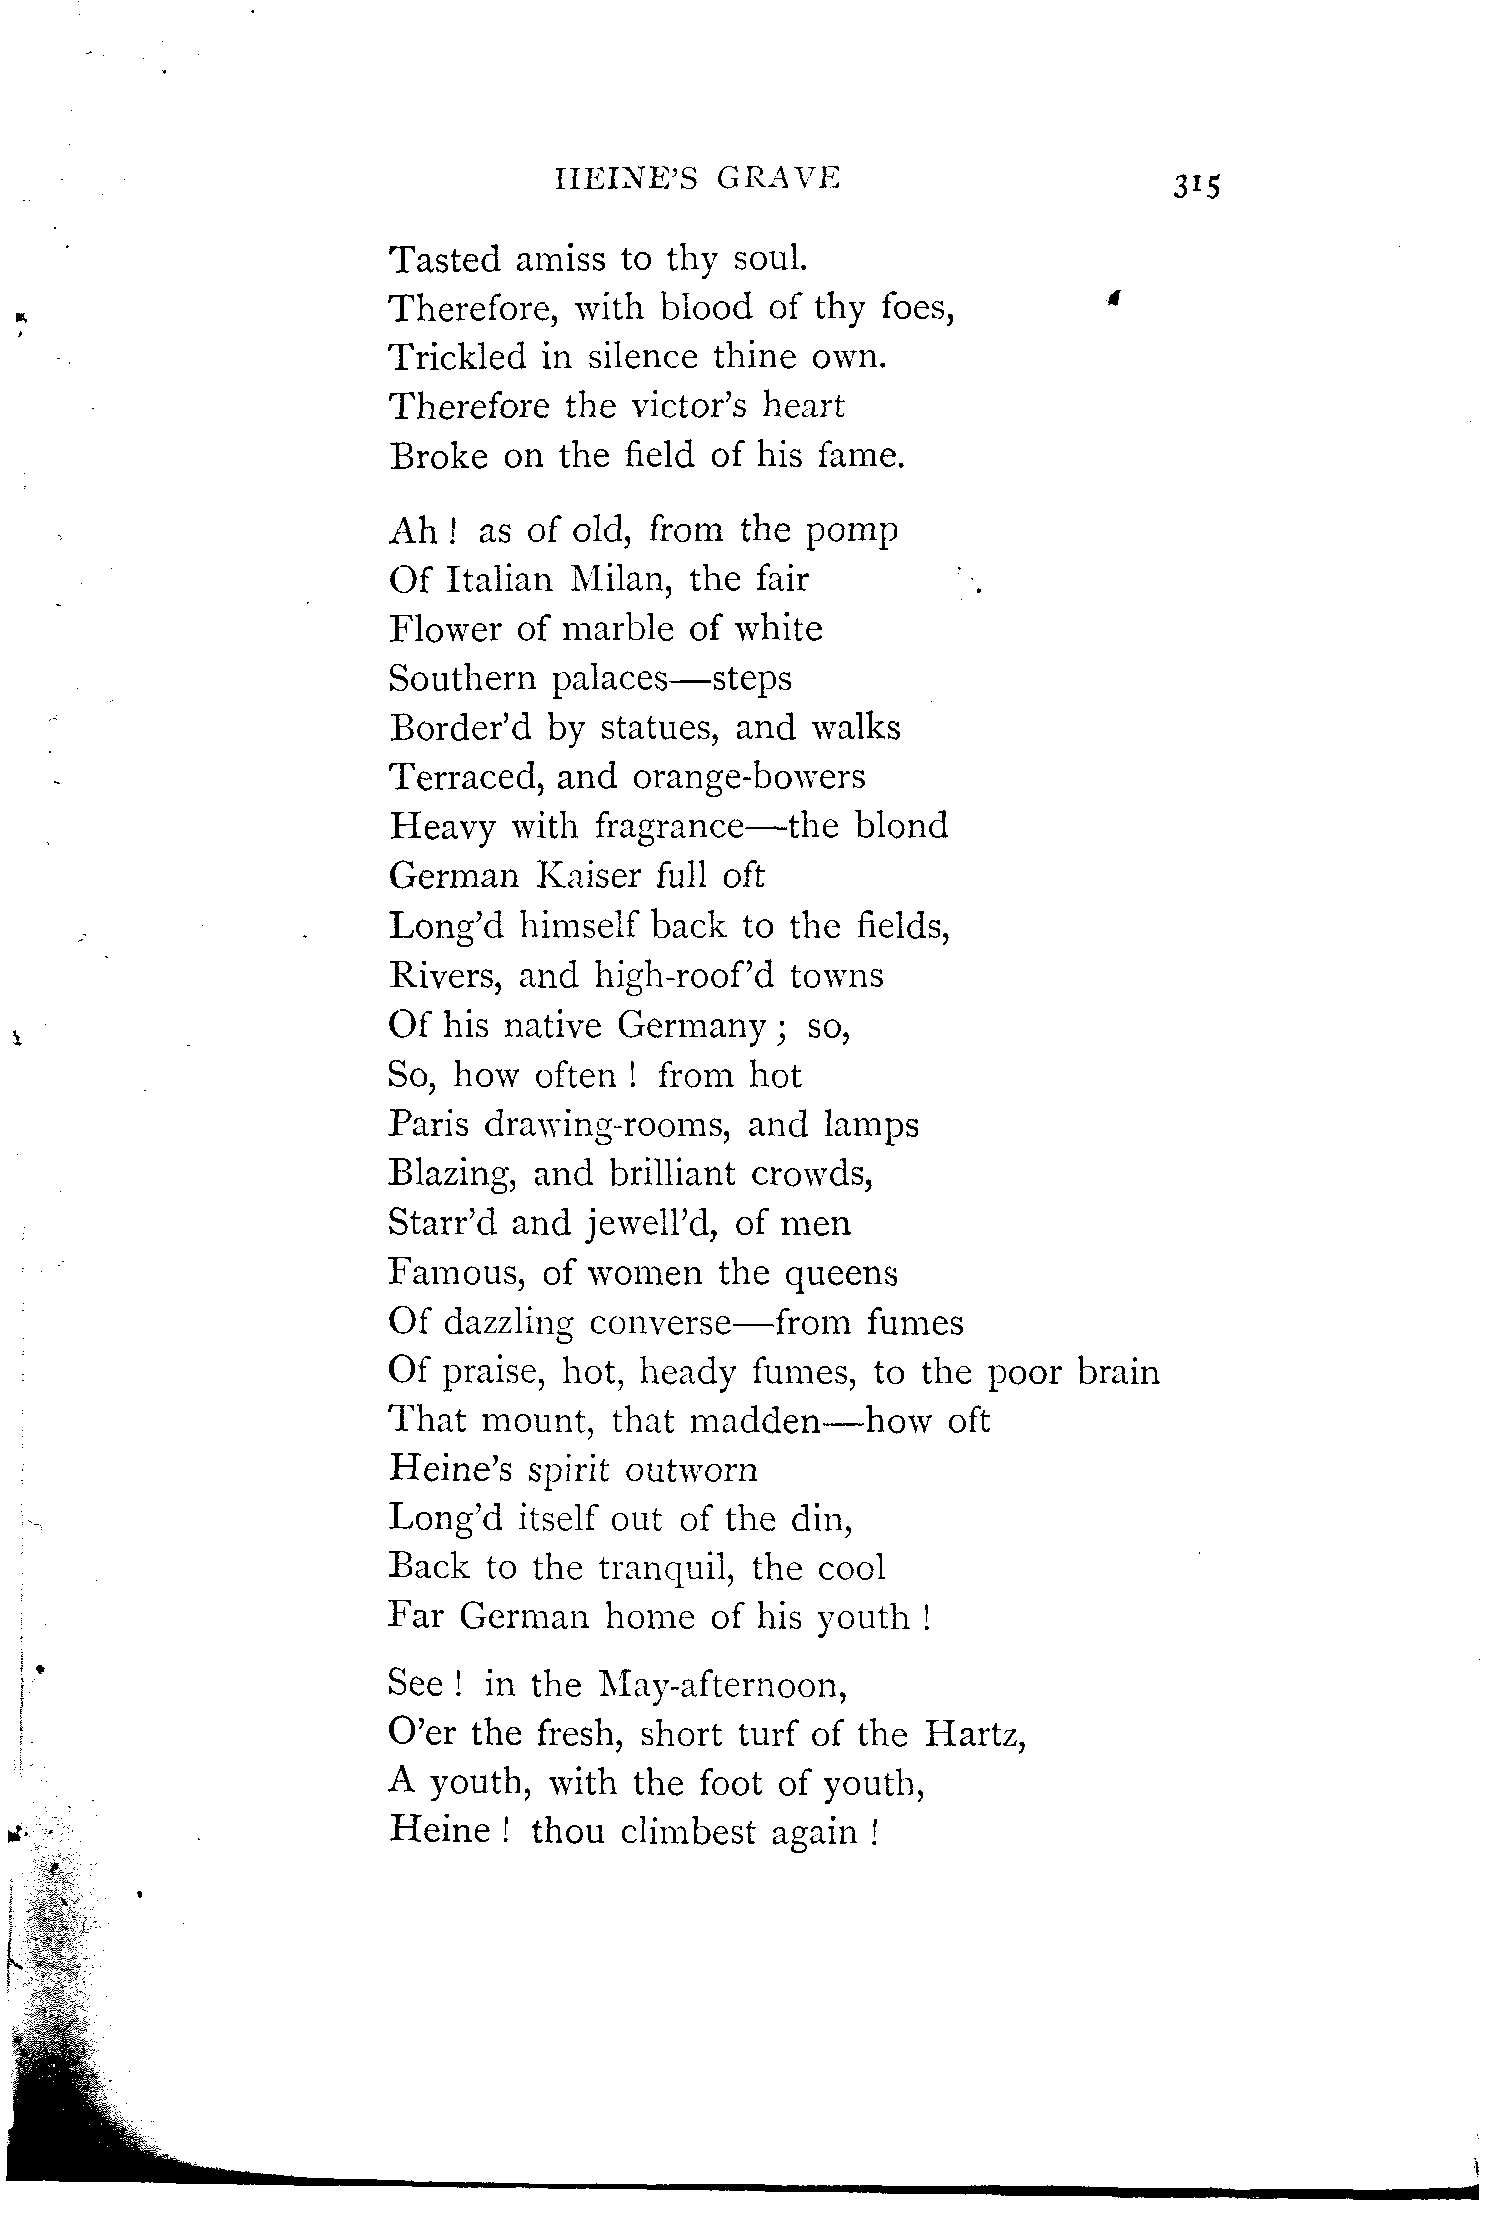 HEINE'S GRAVE 315
Tasted amiss to thy soul.
Therefore, with blood of thy foes,
Trickled in silence thine own.
Therefore the victor's heart
Broke on the field of his fame.
Ah ! as of old, from the pomp
Of Italian Milan, the fair
Flower of marble of white
Southern palaces—steps
Border'd by statues, and walks
Terraced, and orange-bowers
Heavy with fragrance—the blond
German Kaiser full oft
Long'd himself back to the fields,
Rivers, and high-roof'd towns
Of his native Germany ; so,
So, how often ! from hot
Paris drawing-rooms, and lamps
Blazing, and brilliant crowds,
Starr'd and jewell'd, of men
Famous, of women the queens
Of dazzling converse—from fumes
Of praise, hot, heady fumes, to the poor brain
That mount, that madden—how oft
Heine's spirit outworn
Long'd itself out of the din,
Back to the tranquil, the cool
Far German home of his youth !
See ! in the May-afternoon,
O'er the fresh, short turf of the Hartz,
A youth, with the foot of youth,
Heine ! thou climbest again !